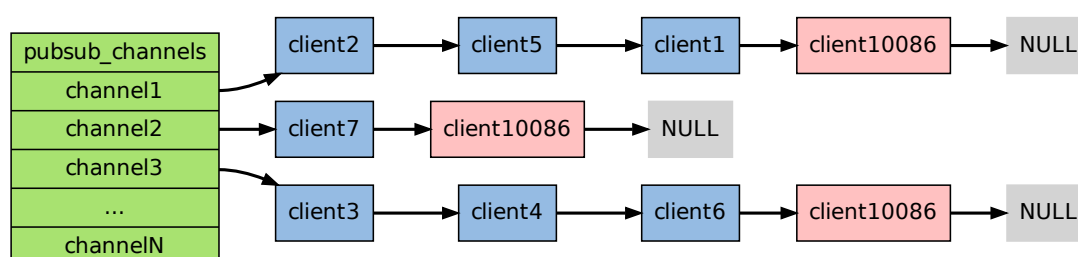 pubsub_channels
channel1
channel2
channel3
...
channelN
client2 client5 client1 client10086 NULL
client7 client10086 NULL
client3 client4 client6 client10086 NULL